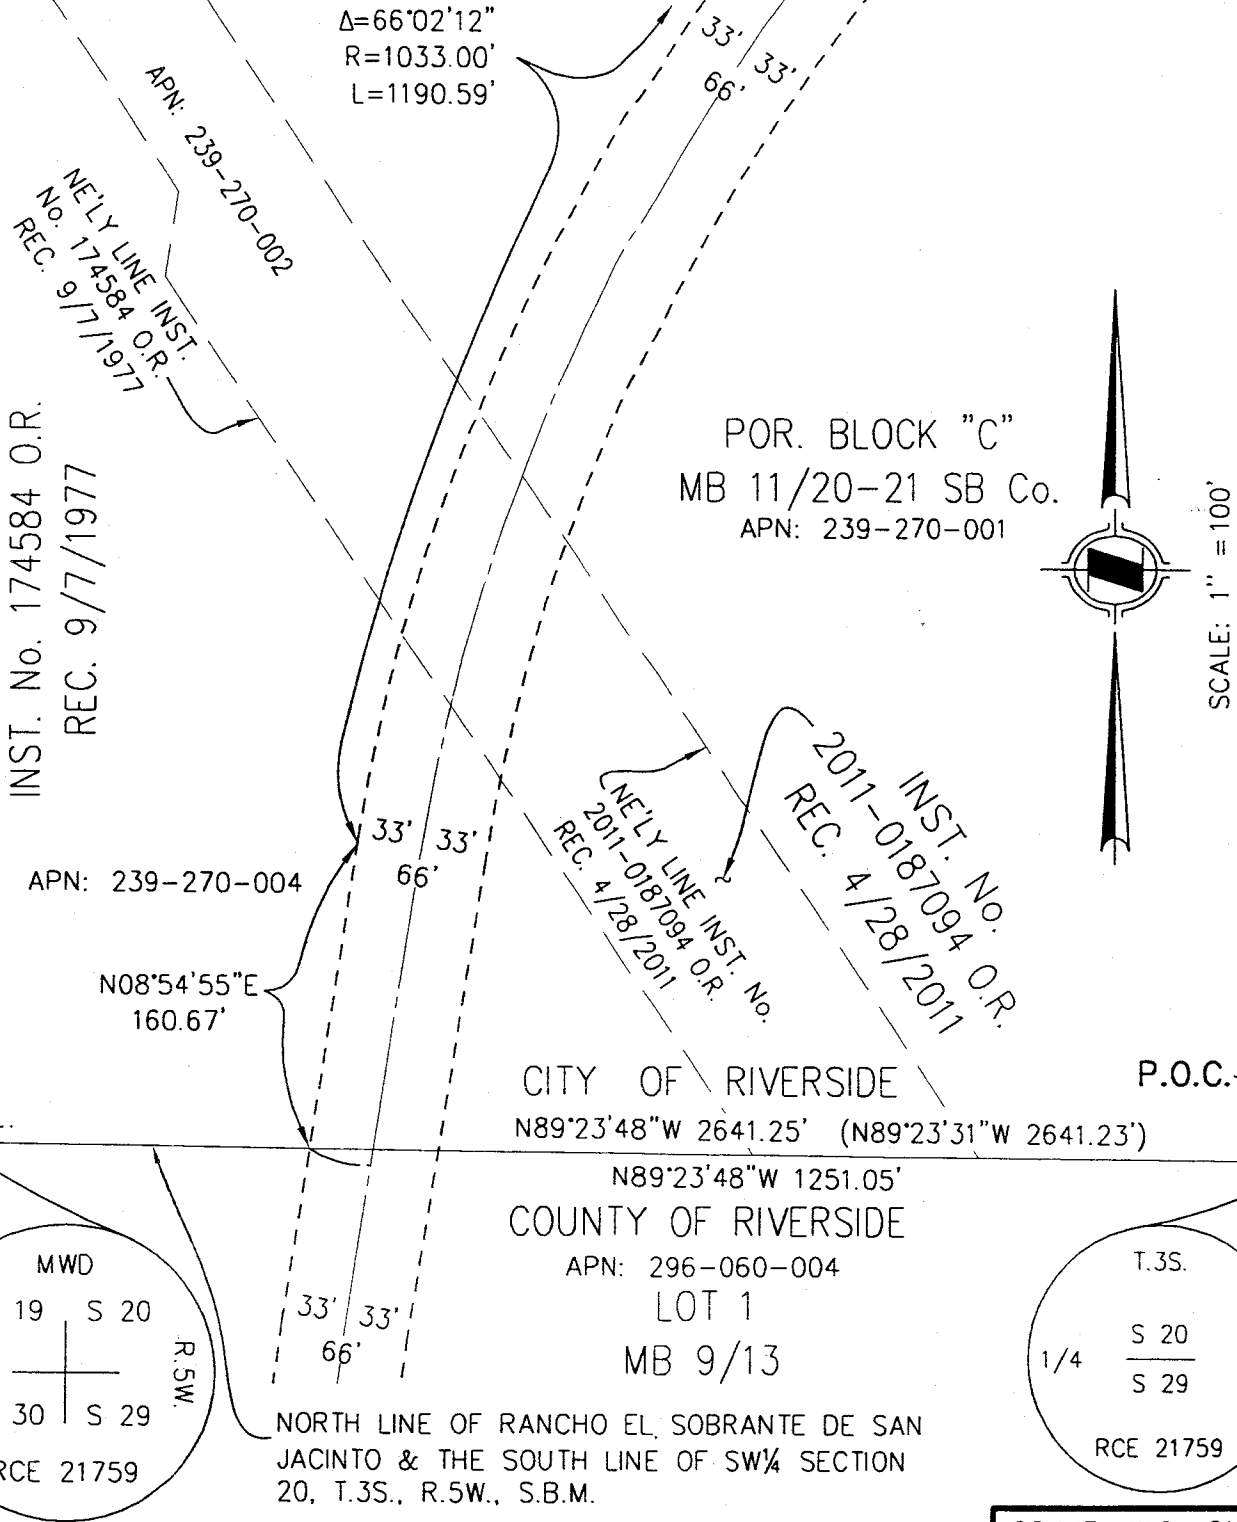 Δ=66°02'12"
R=1033.00'
L=1190.59'
33'
33'
66'
APN: 239-270-002
NE'LY LINE INST.
No. 174584 O.R.
REC. 9/7/1977
INST. No. 174584 O.R.
REC. 9/7/1977
POR. BLOCK "C"
MB 11/20-21 SB Co.
APN: 239-270-001
SCALE: 1" = 100'
INST. No.
2011-0187094 O.R.
REC. 4/28/2011
NE'LY LINE INST. No.
2011-0187094 O.R.
REC. 4/28/2011
33'
33'
66'
APN: 239-270-004
N08°54'55"E
160.67'
P.O.C.
CITY OF RIVERSIDE
N89°23'48"W 2641.25' (N89°23'31"W 2641.23')
N89°23'48"W 1251.05'
COUNTY OF RIVERSIDE
APN: 296-060-004
LOT 1
MB 9/13
33'
33'
66'
MWD
19 S 20
R.5W.
30 S 29
RCE 21759
T.3S.
S 20
1/4
S 29
RCE 21759
NORTH LINE OF RANCHO EL SOBRANTE DE SAN
JACINTO & THE SOUTH LINE OF SW¼ SECTION
20, T.3S., R.5W., S.B.M.